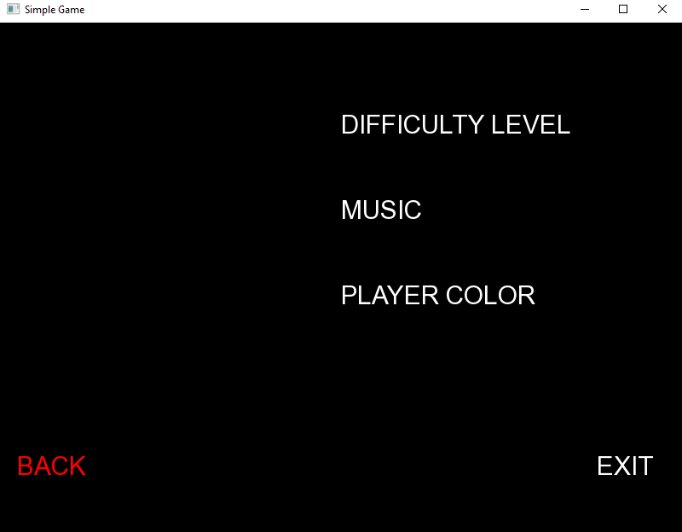 Simple Game
DIFFICULTY LEVEL
MUSIC
PLAYER COLOR
BACK
EXIT